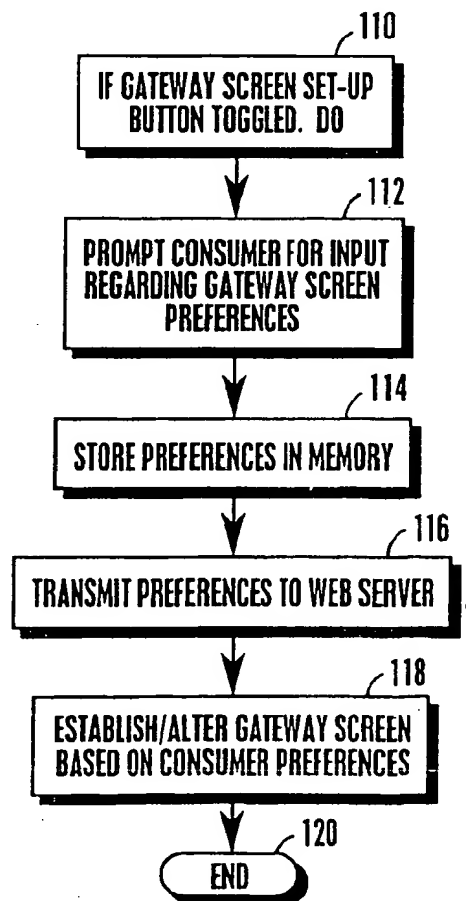 110
IF GATEWAY SCREEN SET-UP
BUTTON TOGGLED. DO
112
PROMPT CONSUMER FOR INPUT
REGARDING GATEWAY SCREEN
PREFERENCES
114
STORE PREFERENCES IN MEMORY
116
TRANSMIT PREFERENCES TO WEB SERVER
118
ESTABLISH/ALTER GATEWAY SCREEN
BASED ON CONSUMER PREFERENCES
120
END